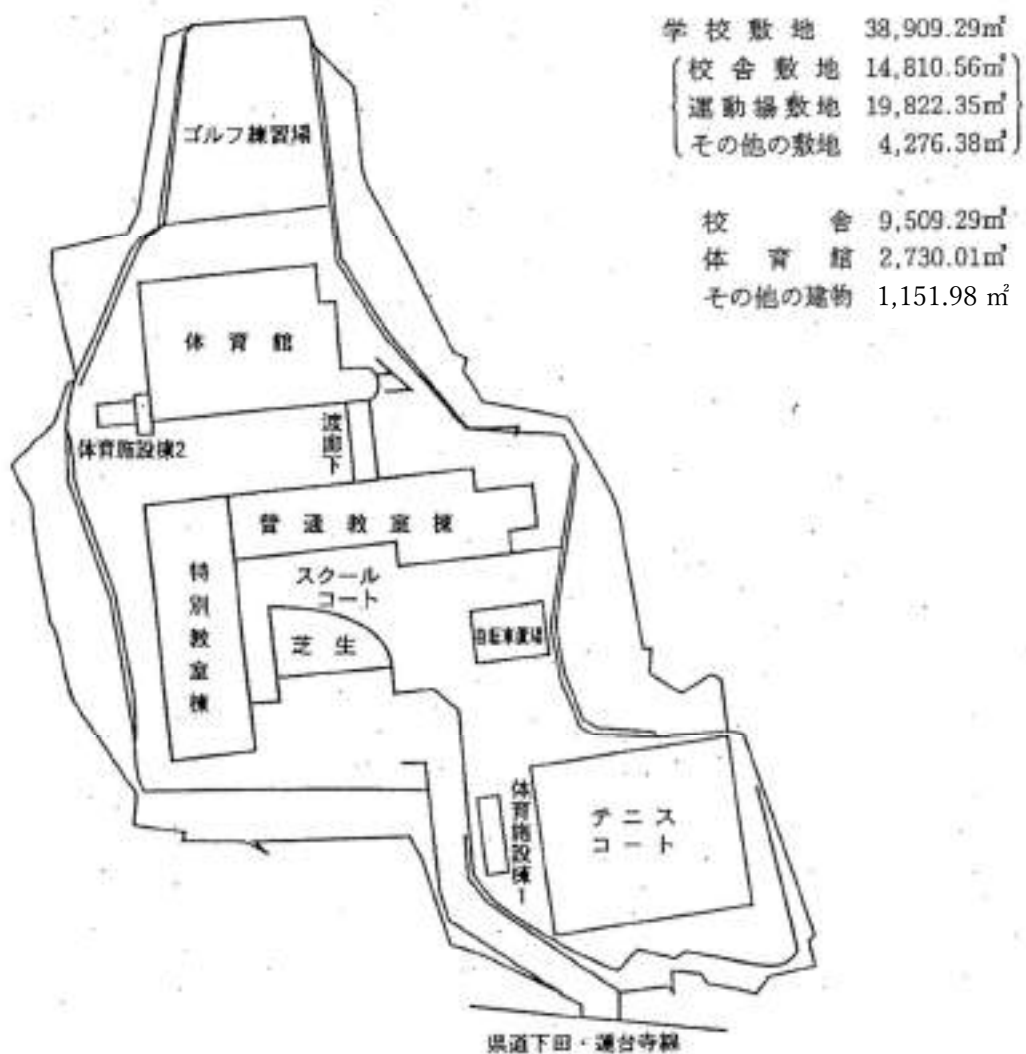 学校敷地 38,909.29㎡
校舎敷地 14,810.56㎡
運動場敷地 19,822.35㎡
その他の敷地 4,276.38㎡
校舎 9,509.29㎡
体育館 2,730.01㎡
その他の建物 1,151.98 ㎡
ゴルフ練習場
体育館
体育施設棟2
渡廊下
普通教室棟
特別教室棟
スクール
コート
芝生
自転車置場
体育施設棟1
テニス
コート
県道下田・蓮台寺線